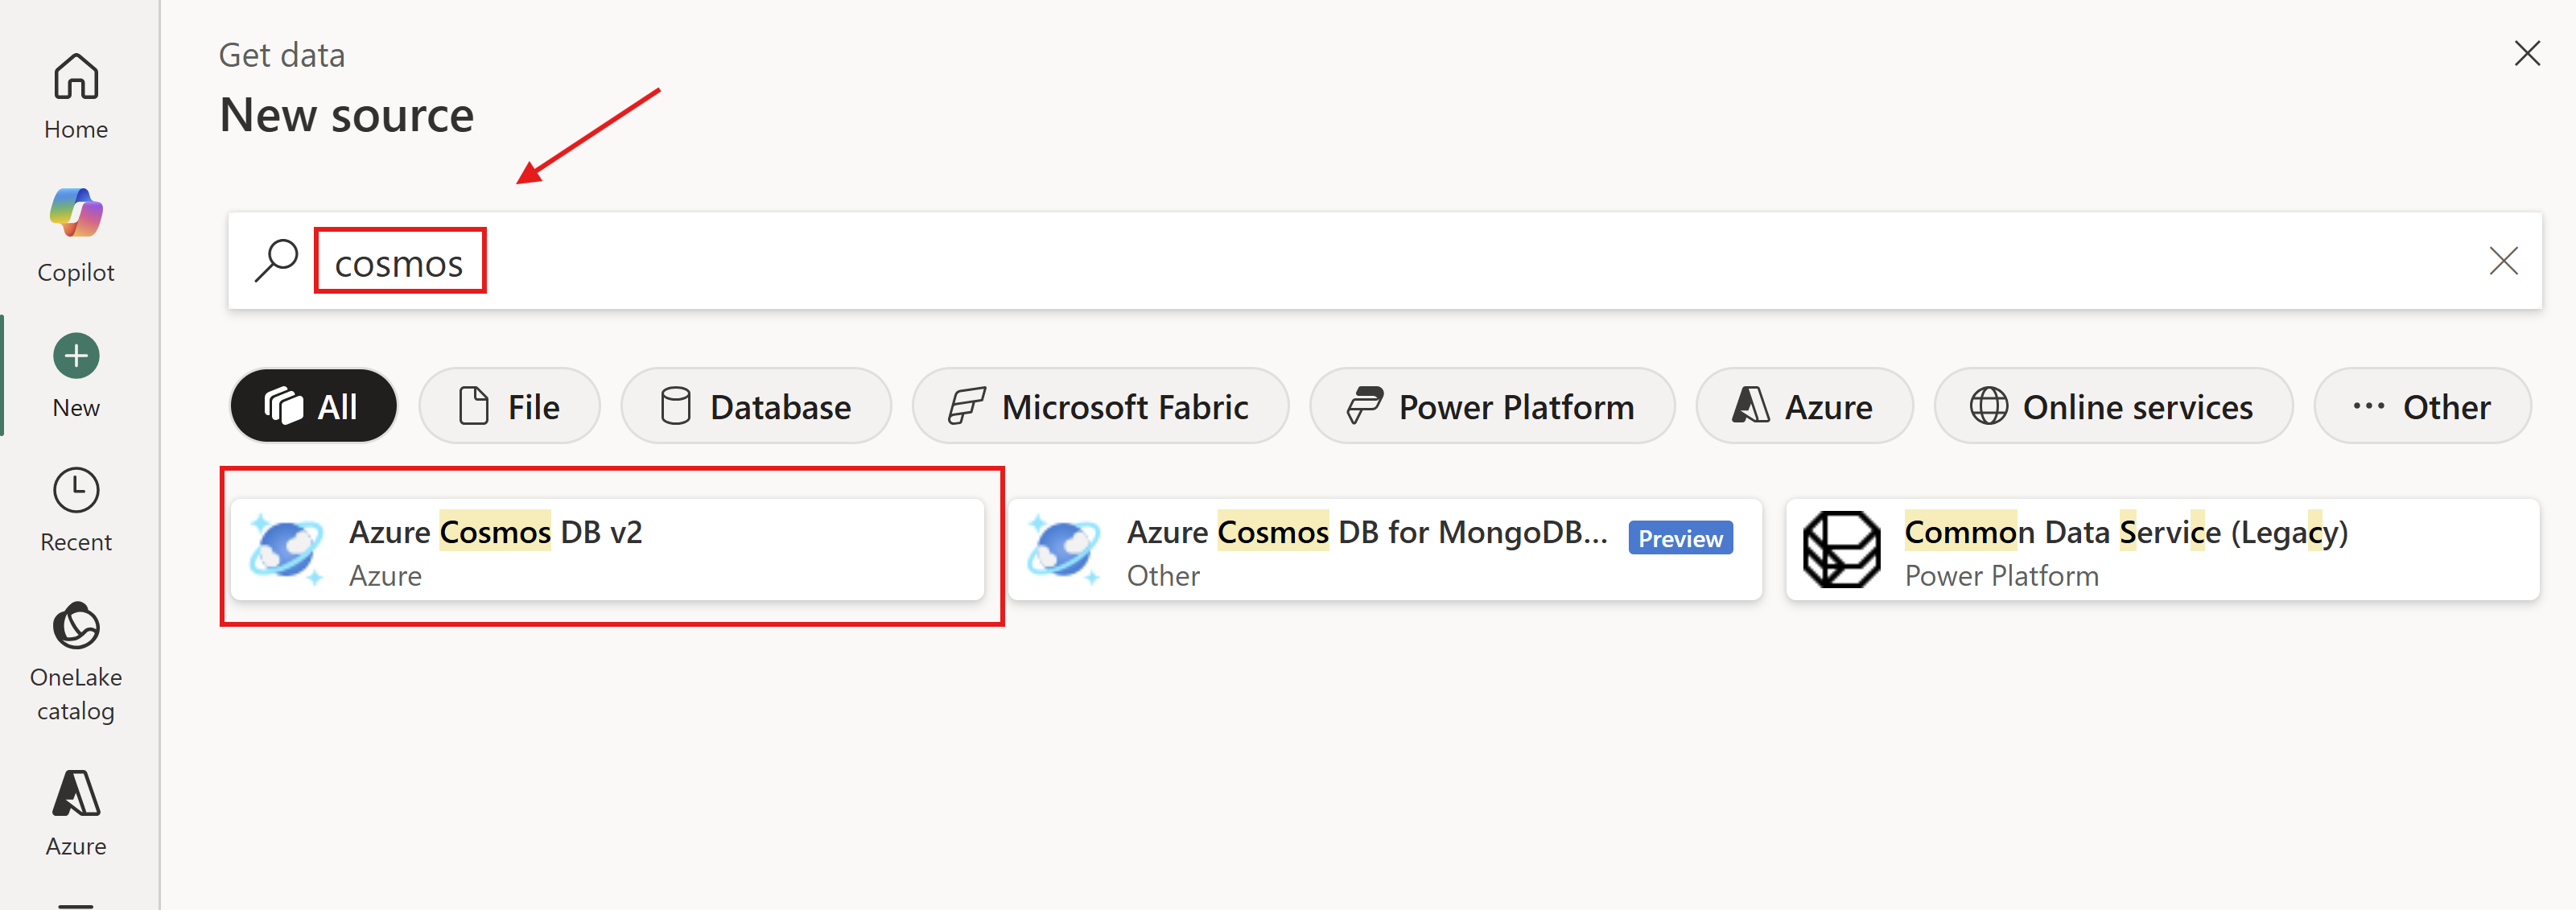 Home
Copilot
New
Recent
OneLake
catalog
Azure
Get data
New source
cosmos
All
File
Database
Microsoft Fabric
Power Platform
Azure
Online services
Other
Azure Cosmos DB v2
Azure
Azure Cosmos DB for MongoDB...
Preview
Other
Common Data Service (Legacy)
Power Platform